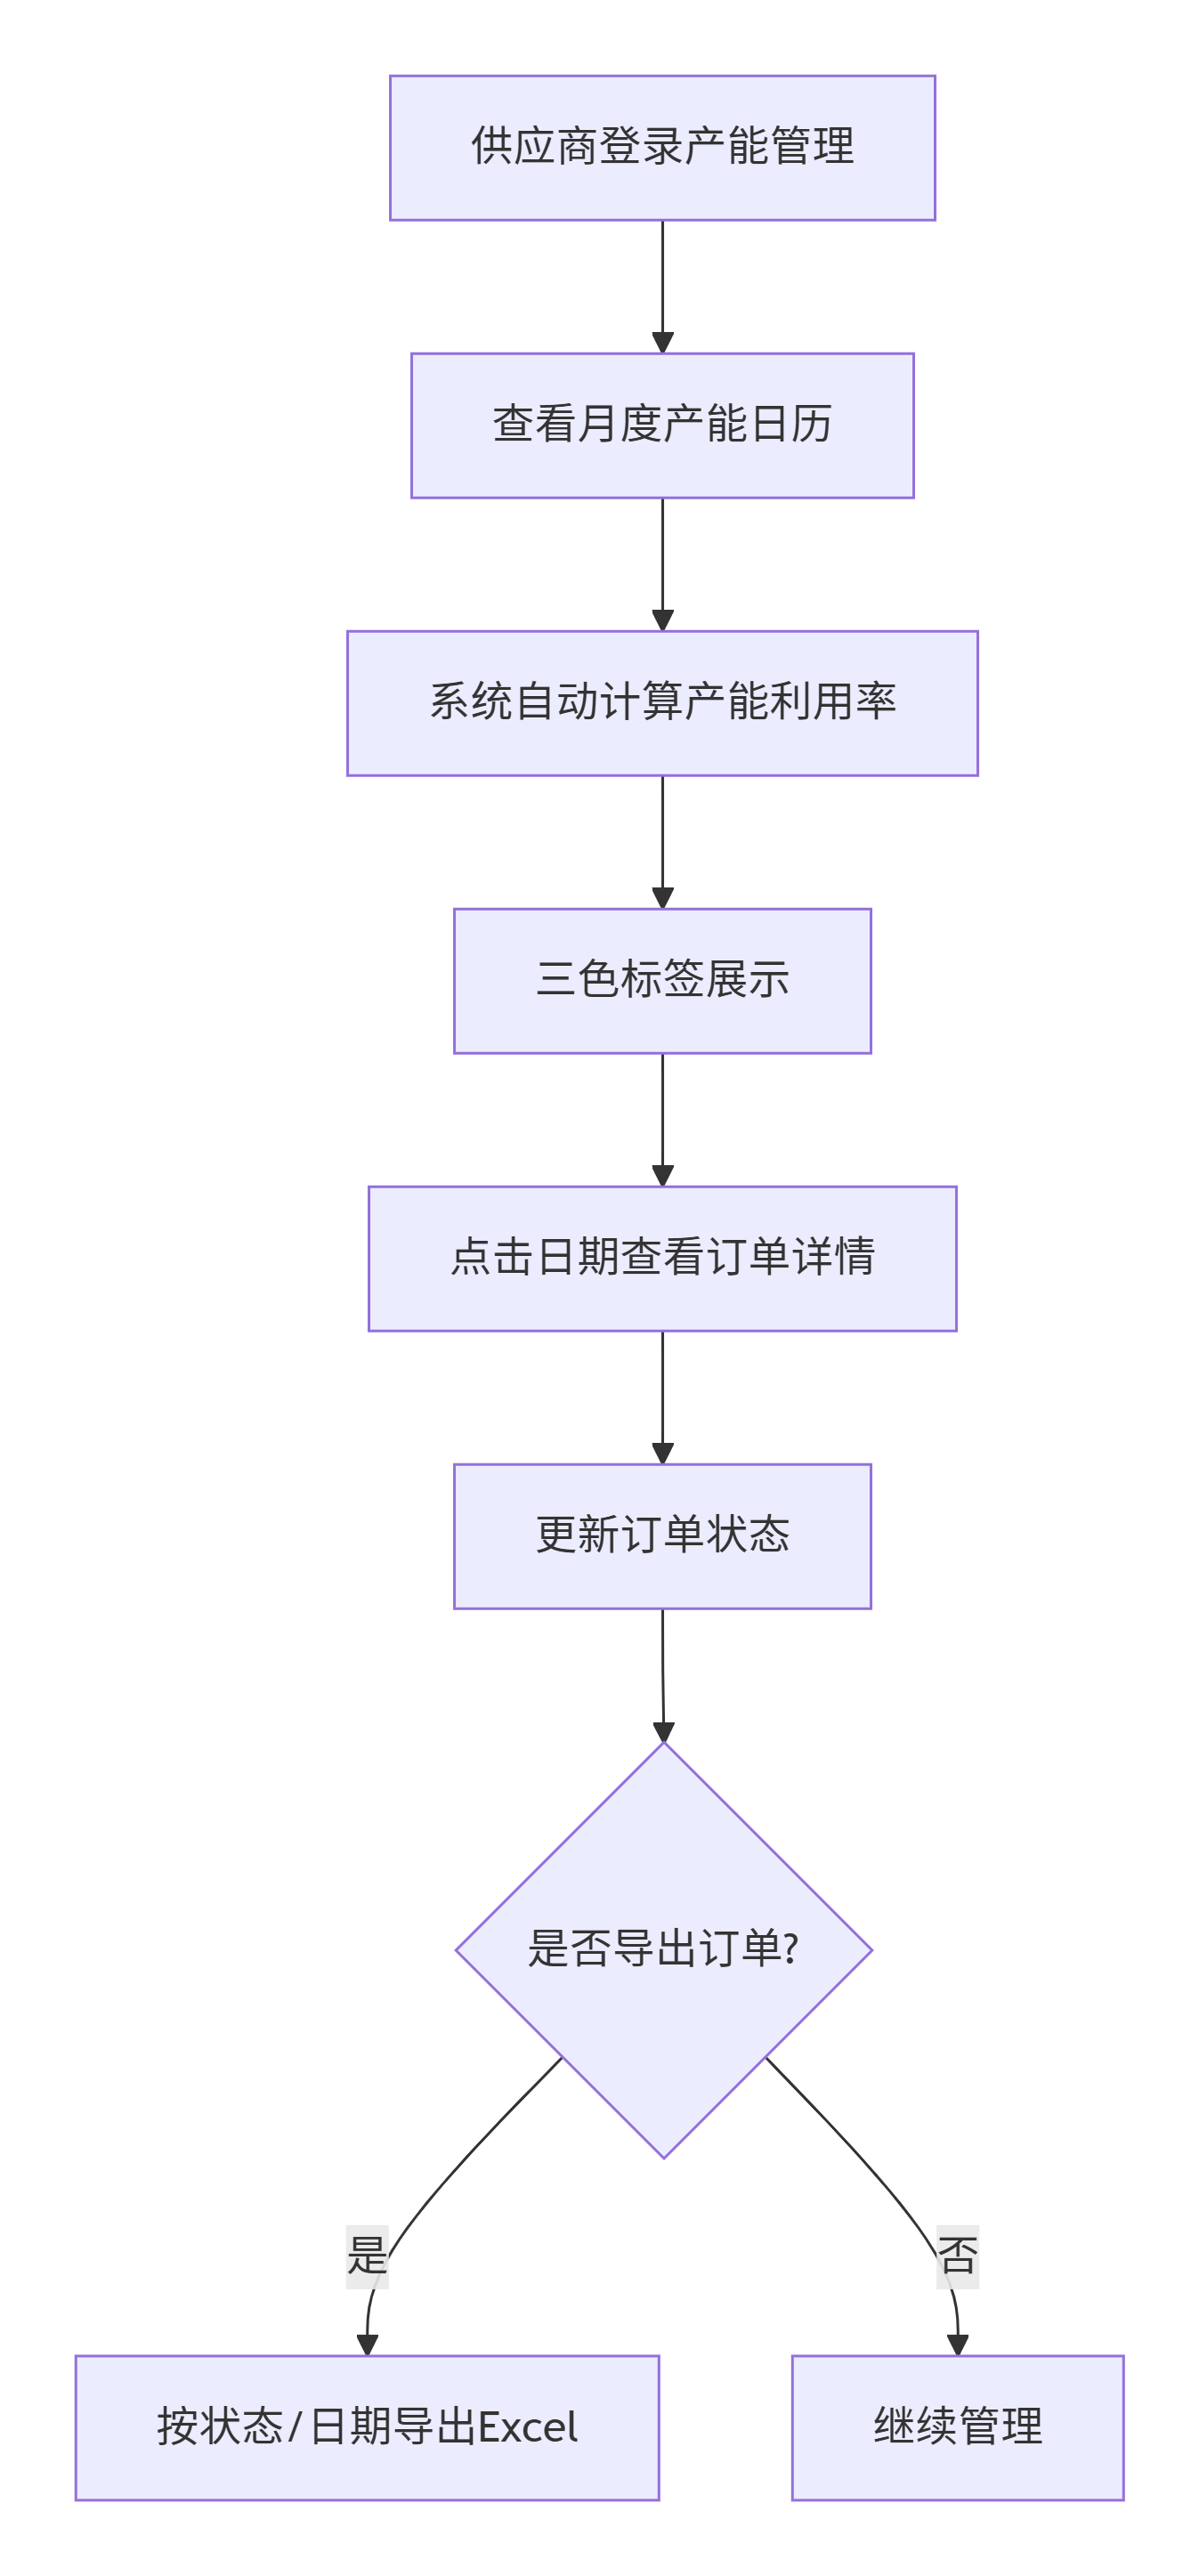 供应商登录产能管理
查看月度产能日历
系统自动计算产能利用率
三色标签展示
点击日期查看订单详情
更新订单状态
是否导出订单?
是
否
按状态/日期导出Excel
继续管理